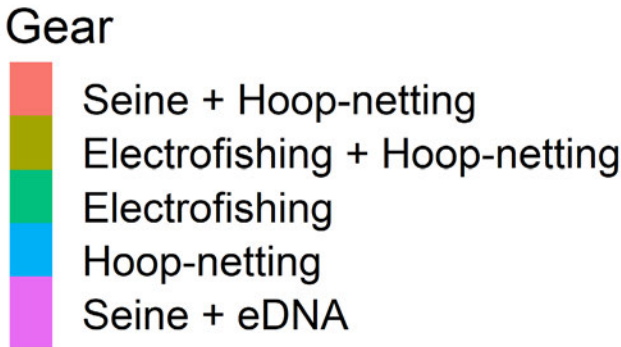 Gear
Seine + Hoop-netting
Electrofishing + Hoop-netting
Electrofishing
Hoop-netting
Seine + eDNA